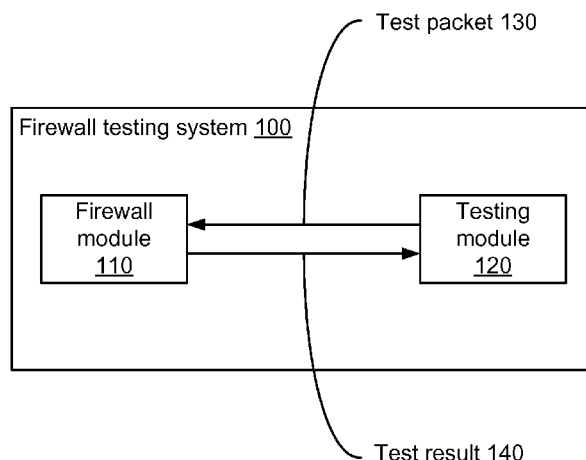 Test packet 130
Firewall testing system 100
Firewall
module
110
Testing
module
120
Test result 140